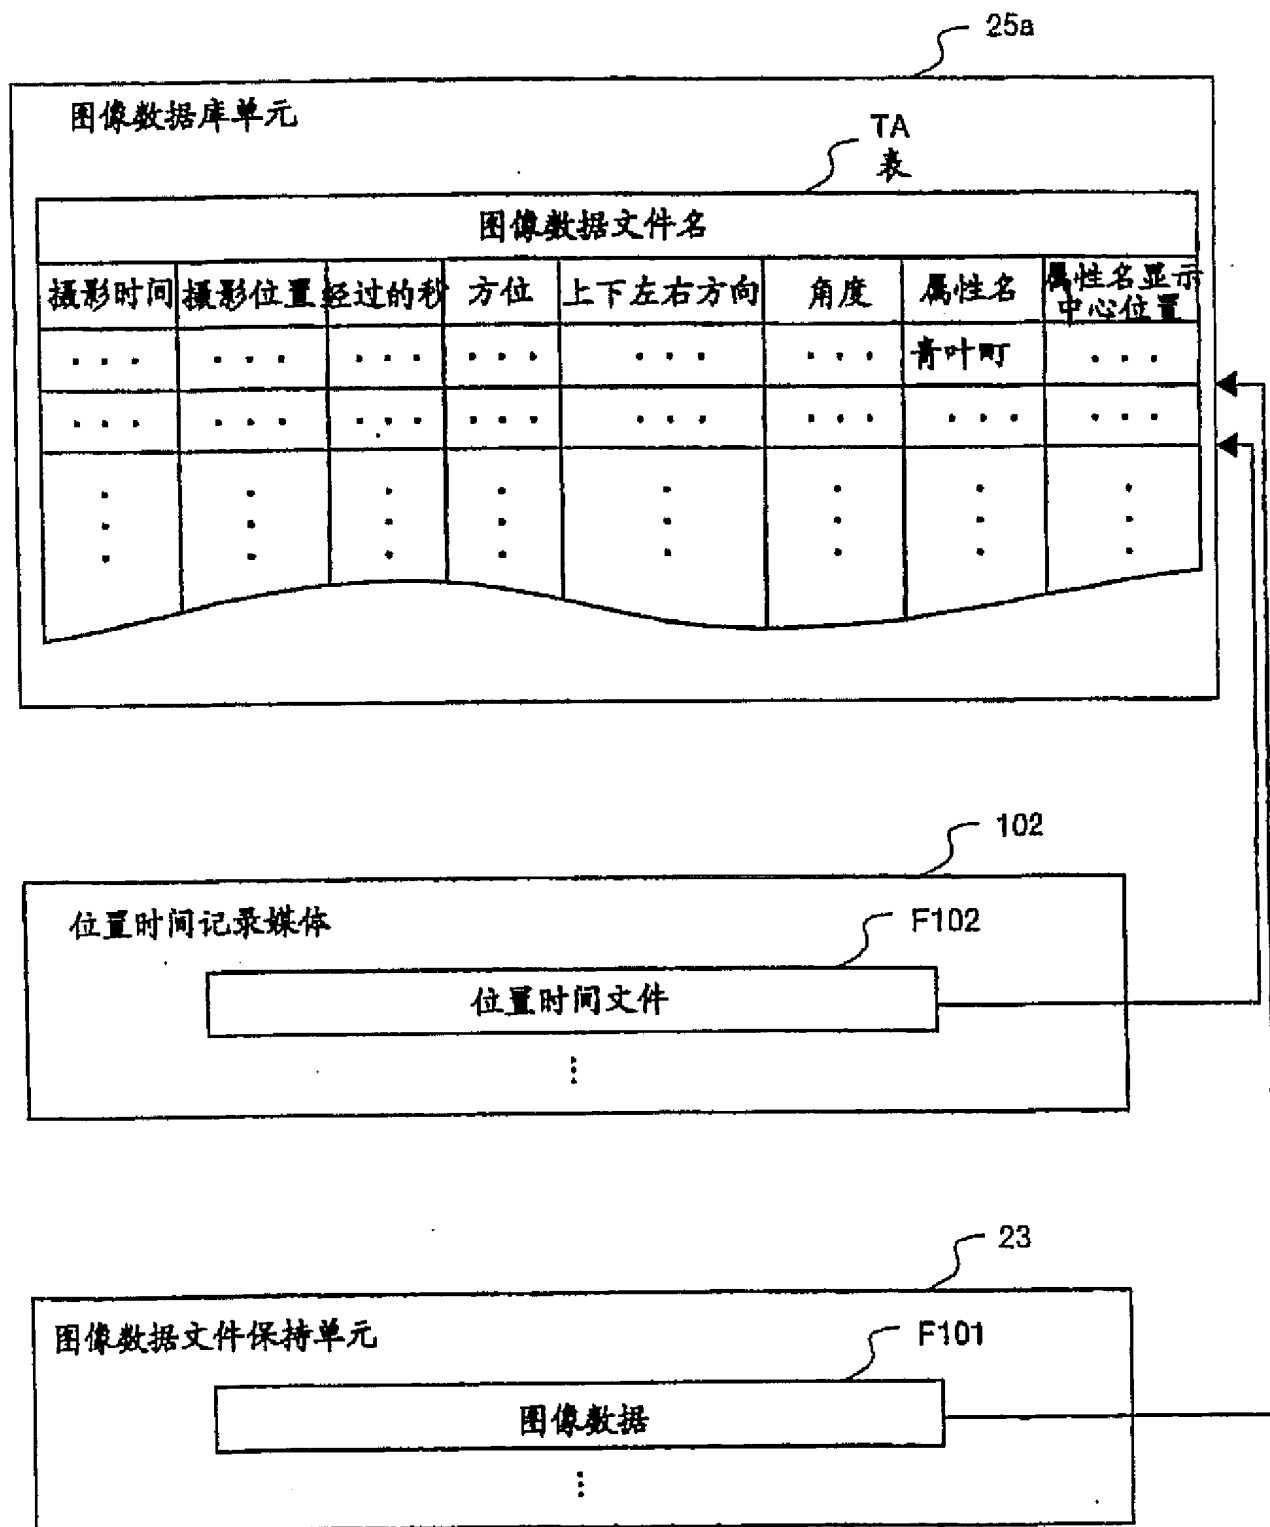 25a
图像数据库单元
TA
表
图像数据文件名
摄影时间 摄影位置 经过的秒 方位 上下左右方向 角度 属性名 属性名显示中心位置
... ... ... ... ... ... 青叶町 ...
... ... ... ... ... ... ... ...
102
位置时间记录媒体
F102
位置时间文件
23
图像数据文件保持单元
F101
图像数据